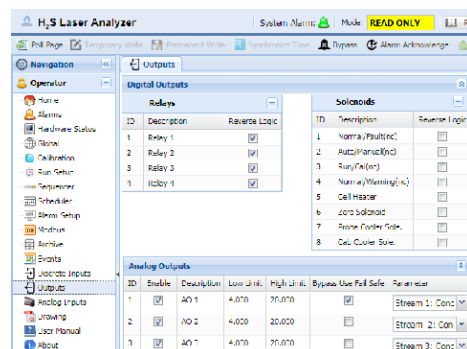 H2S Laser Analyzer
System Alarm: Mode: READ ONLY
Poll Page Temporary Write Permanent Write Synchronize Time Bypass Alarm Acknowledge
Navigation
Outputs
Operator
Digital Outputs
Home
Alarms
Hardware Status
Global
Calibration
Run Setup
Sequencer
Scheduler
Alarm Setup
Modbus
Archive
Events
Discrete Inputs
Outputs
Analog Inputs
Drawing
User Manual
About
Relays
ID Description Reverse Logic
1 Relay 1
2 Relay 2
3 Relay 3
4 Relay 4
Solenoids
ID Description Reverse Logic
1 Normal/Fault(nc)
2 Auto/Manual(nc)
3 Run/Cal(nc)
4 Normal/Warning(nc)
5 Cell Heater
6 Zero Solenoid
7 Probe Cooler Sole.
8 Cab Cooler Sole.
Analog Outputs
ID Enable Description Low Limit High Limit Bypass Use Fail Safe Parameter
1 AO 1 4.000 20.000 Stream 1: Conc
2 AO 2 4.000 20.000 Stream 2: Con
3 AO 3 4.000 20.000 Stream 3: Conc